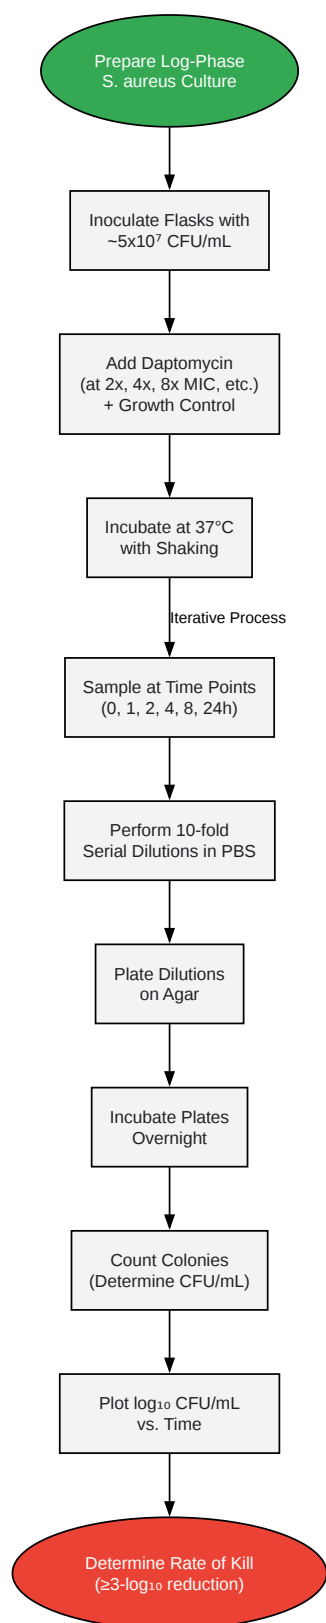 Prepare Log-Phase
S. aureus Culture
Inoculate Flasks with
~5x10⁷ CFU/mL
Add Daptomycin
(at 2x, 4x, 8x MIC, etc.)
+ Growth Control
Incubate at 37°C
with Shaking
Iterative Process
Sample at Time Points
(0, 1, 2, 4, 8, 24h)
Perform 10-fold
Serial Dilutions in PBS
Plate Dilutions
on Agar
Incubate Plates
Overnight
Count Colonies
(Determine CFU/mL)
Plot log₁₀ CFU/mL
vs. Time
Determine Rate of Kill
(≥3-log₁₀ reduction)